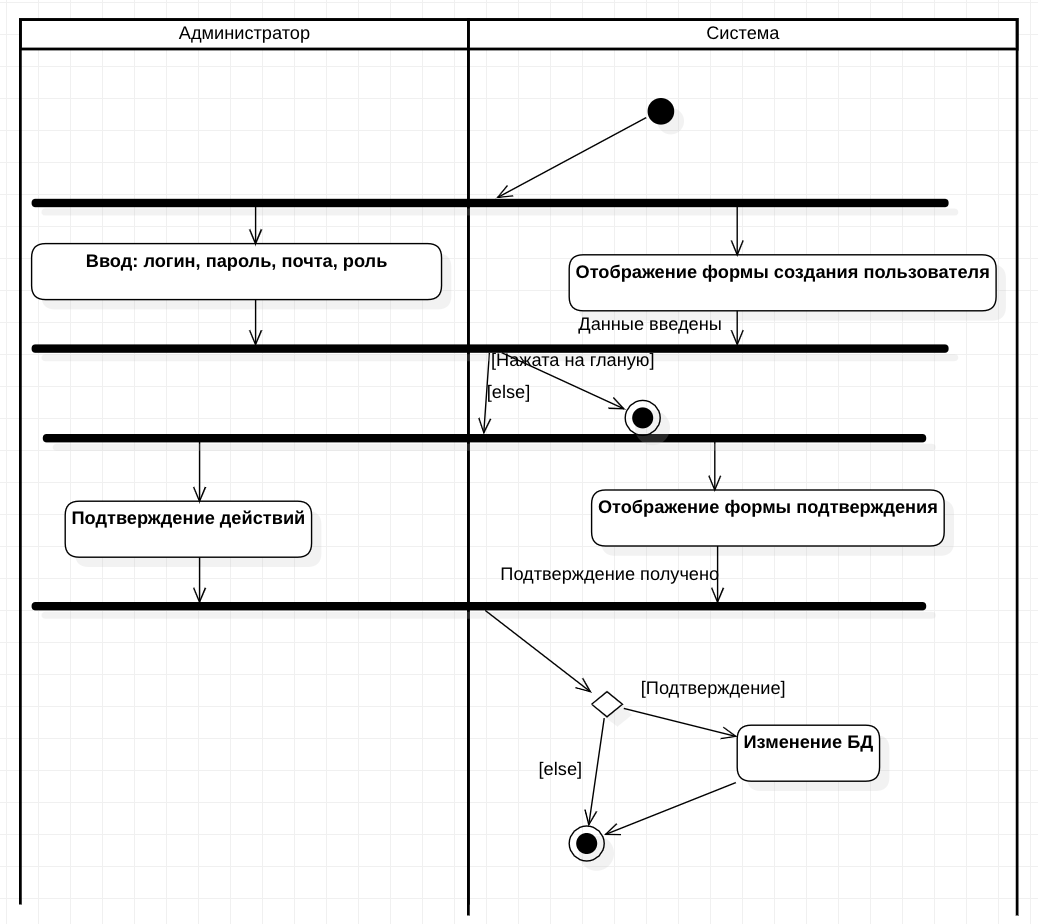 Администратор
Система
Ввод: логин, пароль, почта, роль
Отображение формы создания пользователя
Данные введены
[Нажата на гланую]
[else]
Подтверждение действий
Отображение формы подтверждения
Подтверждение получено
[Подтверждение]
Изменение БД
[else]